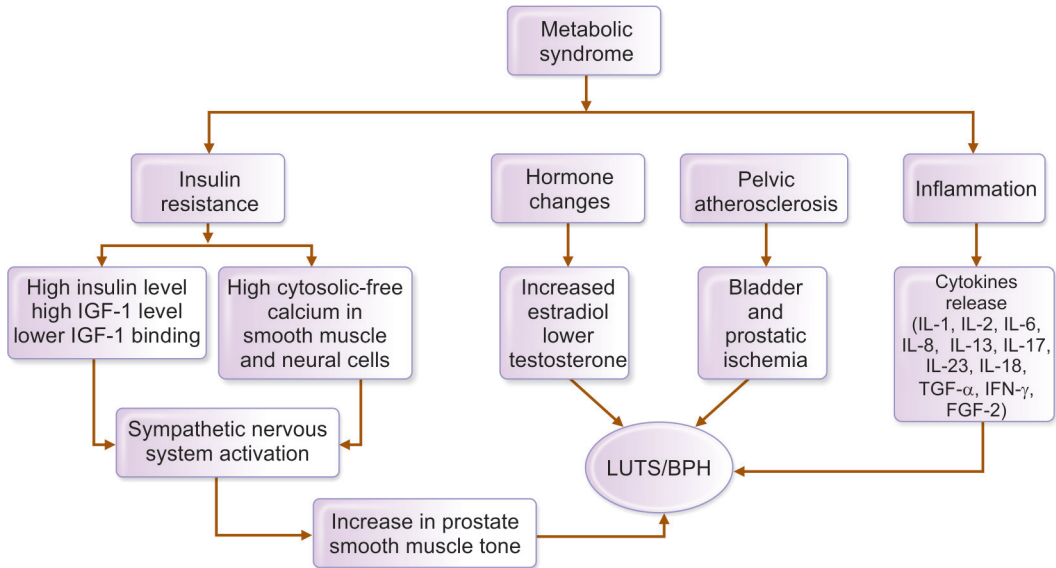 Metabolic
syndrome
Insulin
resistance
Hormone
changes
Pelvic
atherosclerosis
Inflammation
High insulin level
high IGF-1 level
lower IGF-1 binding
High cytosolic-free
calcium in
smooth muscle
and neural cells
Increased
estradiol
lower
testosterone
Bladder
and
prostatic
ischemia
Cytokines
release
(IL-1, IL-2, IL-6,
IL-8, IL-13, IL-17,
IL-23, IL-18,
TGF-α, IFN-γ,
FGF-2)
Sympathetic nervous
system activation
LUTS/BPH
Increase in prostate
smooth muscle tone